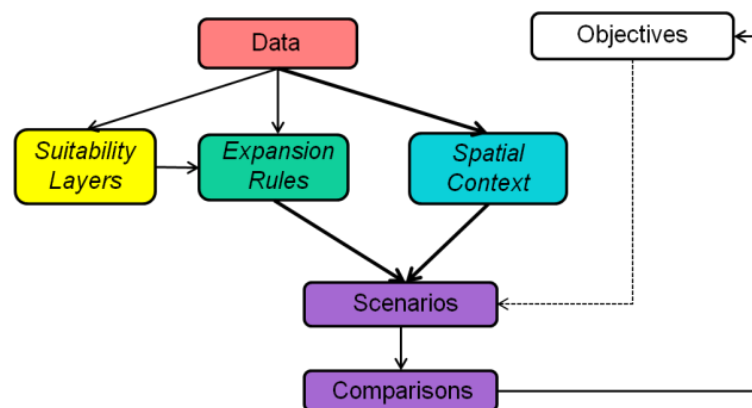 Data
Objectives
Suitability
Layers
Expansion
Rules
Spatial
Context
Scenarios
Comparisons